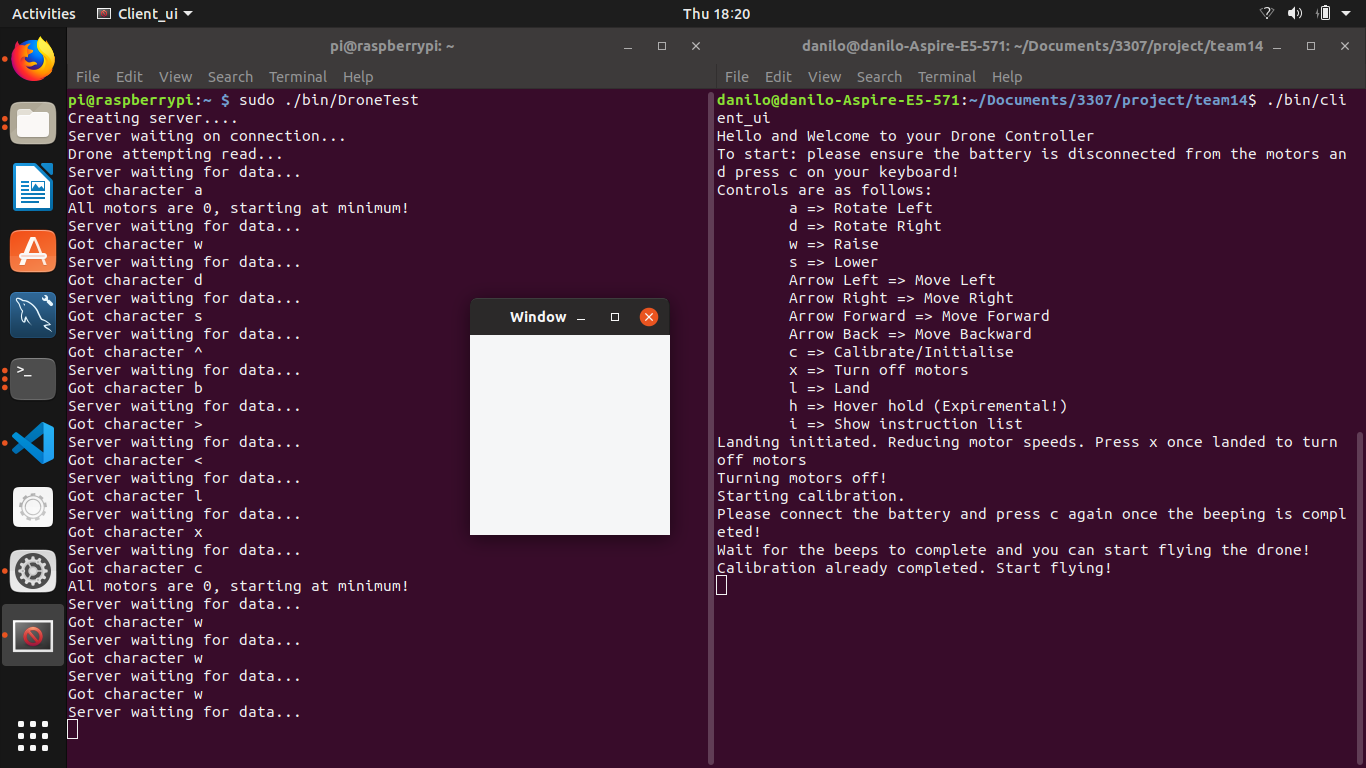 Activities
Client_ui
Thu 18:20
pi@raspberrypi: ~
File Edit View Search Terminal Help
pi@raspberrypi:~ $ sudo ./bin/DroneTest
Creating server....
Server waiting on connection...
Drone attempting read...
Server waiting for data...
Got character a
All motors are 0, starting at minimum!
Server waiting for data...
Got character w
Server waiting for data...
Got character d
Server waiting for data...
Got character s
Server waiting for data...
Got character ^
Server waiting for data...
Got character b
Server waiting for data...
Got character >
Server waiting for data...
Got character <
Server waiting for data...
Got character l
Server waiting for data...
Got character x
Server waiting for data...
Got character c
All motors are 0, starting at minimum!
Server waiting for data...
Got character w
Server waiting for data...
Got character w
Server waiting for data...
Got character w
Server waiting for data...
Window
danilo@danilo-Aspire-E5-571: ~/Documents/3307/project/team14
File Edit View Search Terminal Help
danilo@danilo-Aspire-E5-571:~/Documents/3307/project/team14$ ./bin/cli
ent_ui
Hello and Welcome to your Drone Controller
To start: please ensure the battery is disconnected from the motors an
d press c on your keyboard!
Controls are as follows:
a => Rotate Left
d => Rotate Right
w => Raise
s => Lower
Arrow Left => Move Left
Arrow Right => Move Right
Arrow Forward => Move Forward
Arrow Back => Move Backward
c => Calibrate/Initialise
x => Turn off motors
l => Land
h => Hover hold (Expiremental!)
i => Show instruction list
Landing initiated. Reducing motor speeds. Press x once landed to turn
off motors
Turning motors off!
Starting calibration.
Please connect the battery and press c again once the beeping is compl
eted!
Wait for the beeps to complete and you can start flying the drone!
Calibration already completed. Start flying!